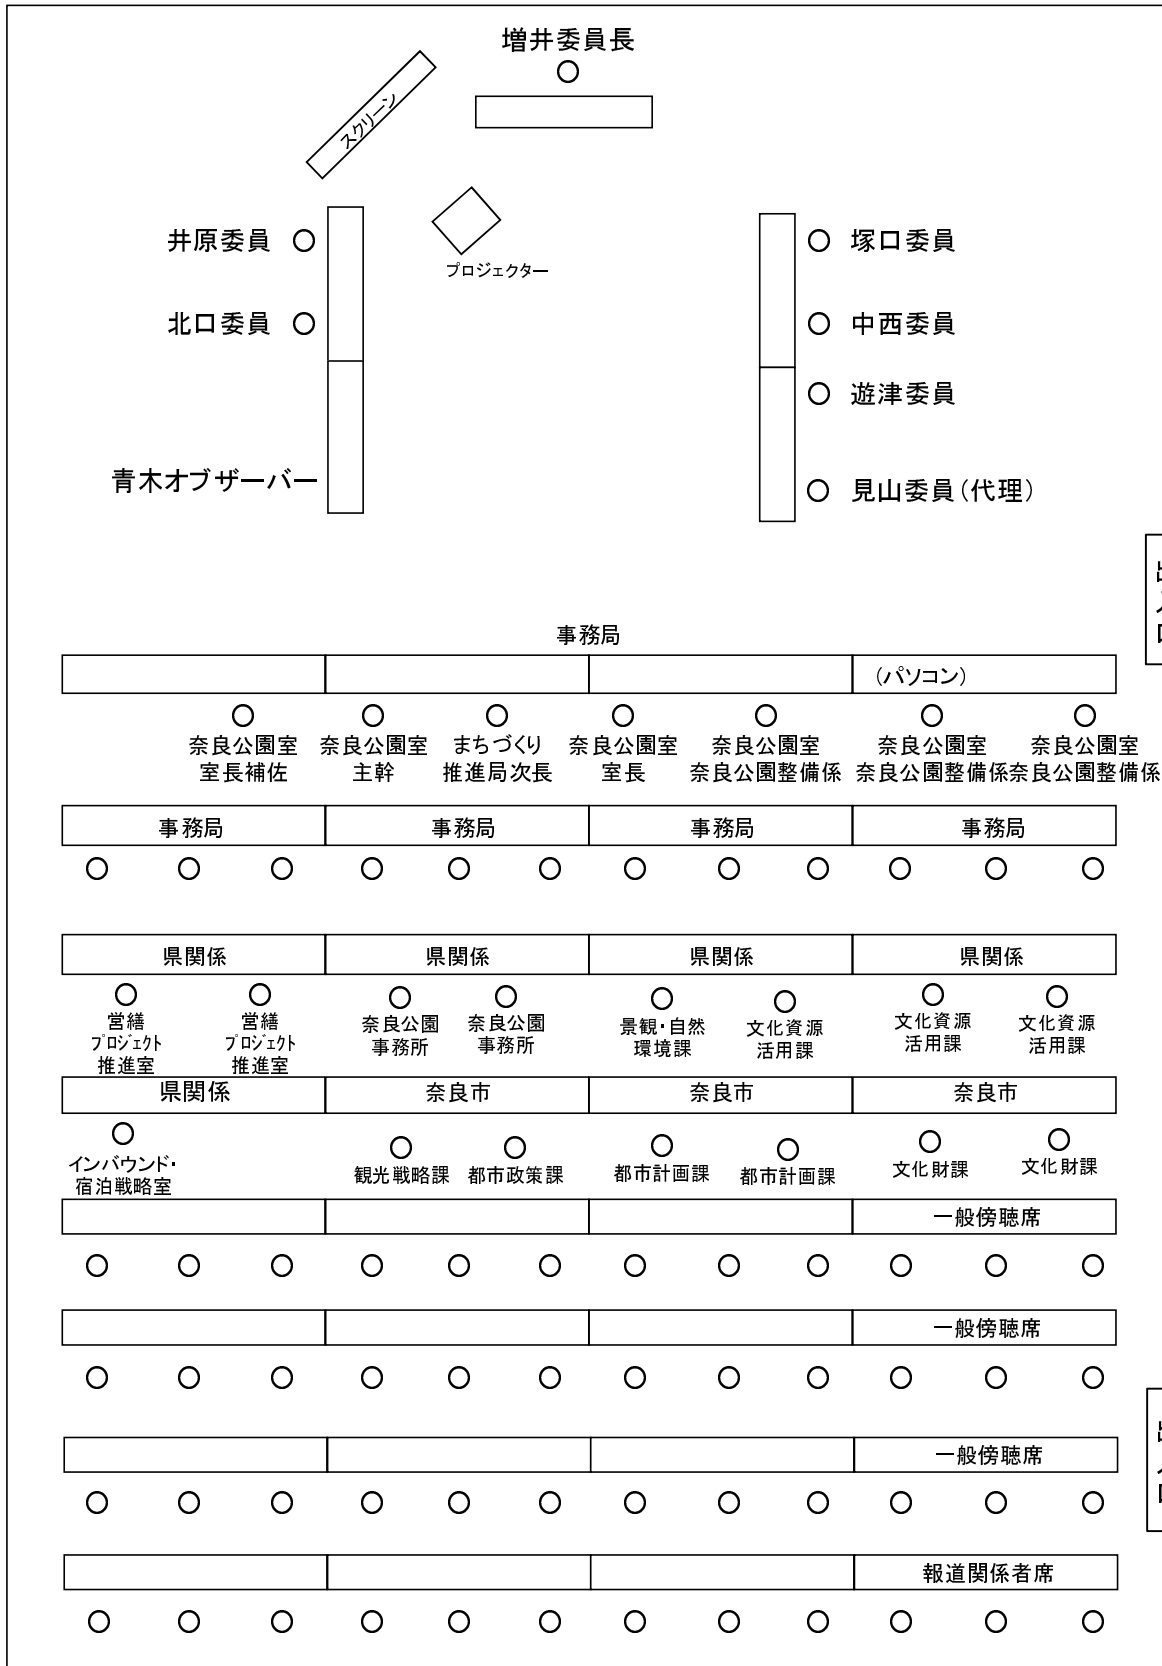 増井委員長
スクリーン
プロジェクター
井原委員
塚口委員
北口委員
中西委員
遊津委員
青木オブザーバー
見山委員(代理)
事務局
(パソコン)
奈良公園室
室長補佐
奈良公園室
主幹
まちづくり
推進局次長
奈良公園室
室長
奈良公園室
奈良公園整備係
奈良公園室
奈良公園整備係
奈良公園室
奈良公園整備係
事務局
事務局
事務局
事務局
県関係
県関係
県関係
県関係
営繕
プロジェクト
推進室
営繕
プロジェクト
推進室
奈良公園
事務所
奈良公園
事務所
景観・自然
環境課
文化資源
活用課
文化資源
活用課
文化資源
活用課
県関係
奈良市
奈良市
奈良市
インバウンド・
宿泊戦略室
観光戦略課
都市政策課
都市計画課
都市計画課
文化財課
文化財課
一般傍聴席
一般傍聴席
一般傍聴席
報道関係者席